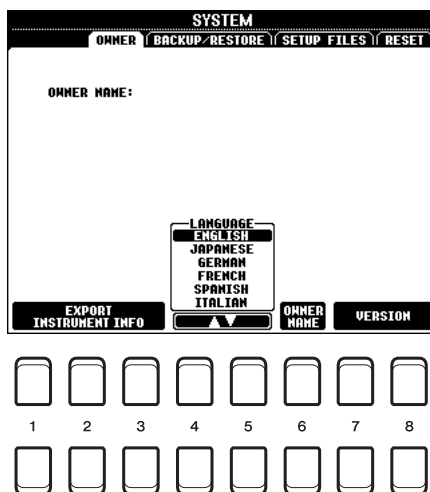 SYSTEM
OWNER BACKUP/RESTORE SETUP FILES RESET
OWNER NAME:
LANGUAGE
ENGLISH
JAPANESE
GERMAN
FRENCH
SPANISH
ITALIAN
EXPORT
INSTRUMENT INFO
▲▼
OWNER
NAME
VERSION
1 2 3 4 5 6 7 8